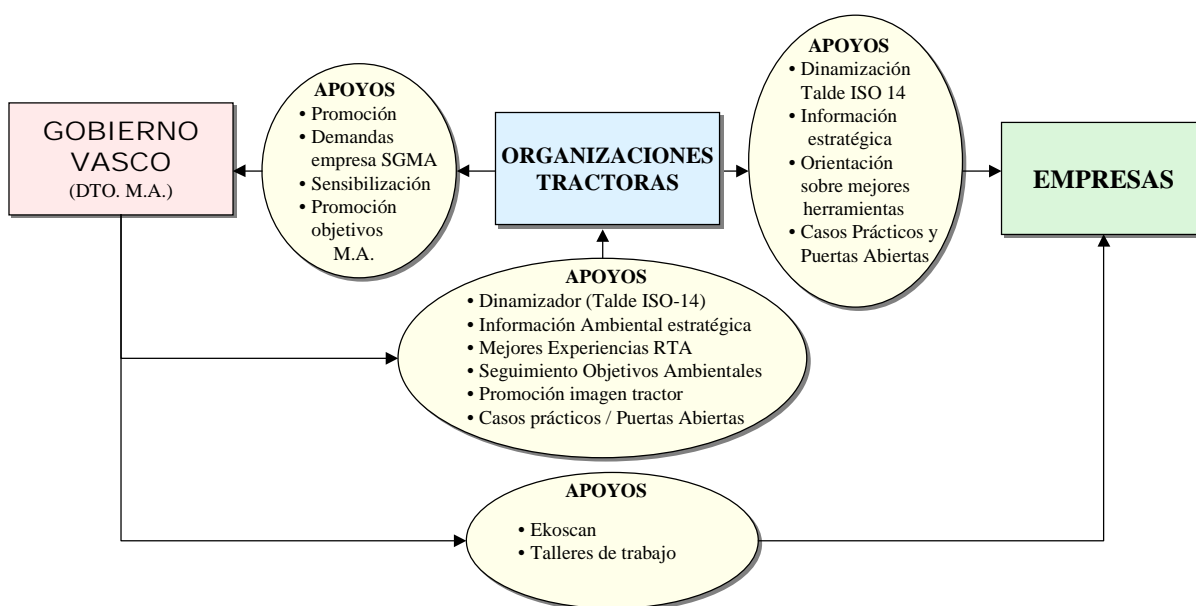 GOBIERNO
VASCO
(DTO. M.A.)
APOYOS
• Promoción
• Demandas
empresa SGMA
• Sensibilización
• Promoción
objetivos
M.A.
ORGANIZACIONES
TRACTORAS
APOYOS
• Dinamización
Talde ISO 14
• Información
estratégica
• Orientación
sobre mejores
herramientas
• Casos Prácticos y
Puertas Abiertas
EMPRESAS
APOYOS
• Dinamizador (Talde ISO-14)
• Información Ambiental estratégica
• Mejores Experiencias RTA
• Seguimiento Objetivos Ambientales
• Promoción imagen tractor
• Casos prácticos / Puertas Abiertas
APOYOS
• Ekoscan
• Talleres de trabajo